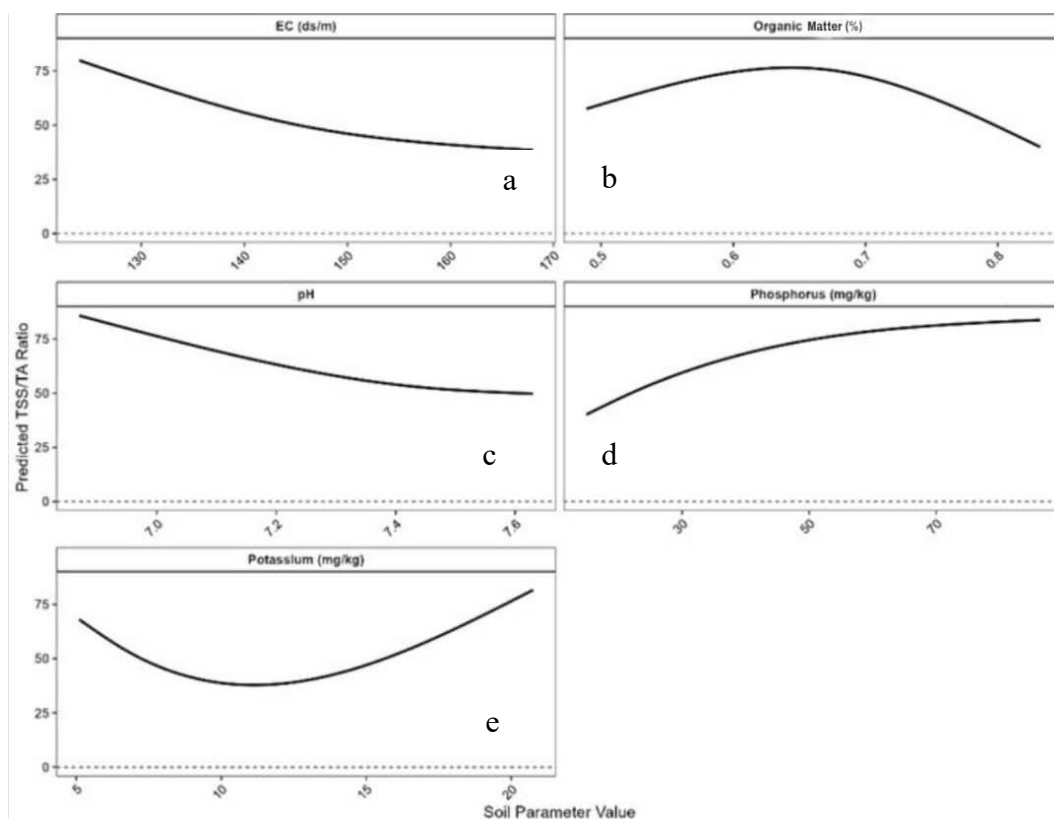 EC (ds/m)
Organic Matter (%)
75
50
25
0
a
b
130
140
150
160
170
0.5
0.6
0.7
0.8
pH
Phosphorus (mg/kg)
Predicted TSS/TA Ratio
75
50
25
0
c
d
7.0
7.2
7.4
7.6
30
50
70
Potassium (mg/kg)
75
50
25
0
e
5
10
15
20
Soil Parameter Value